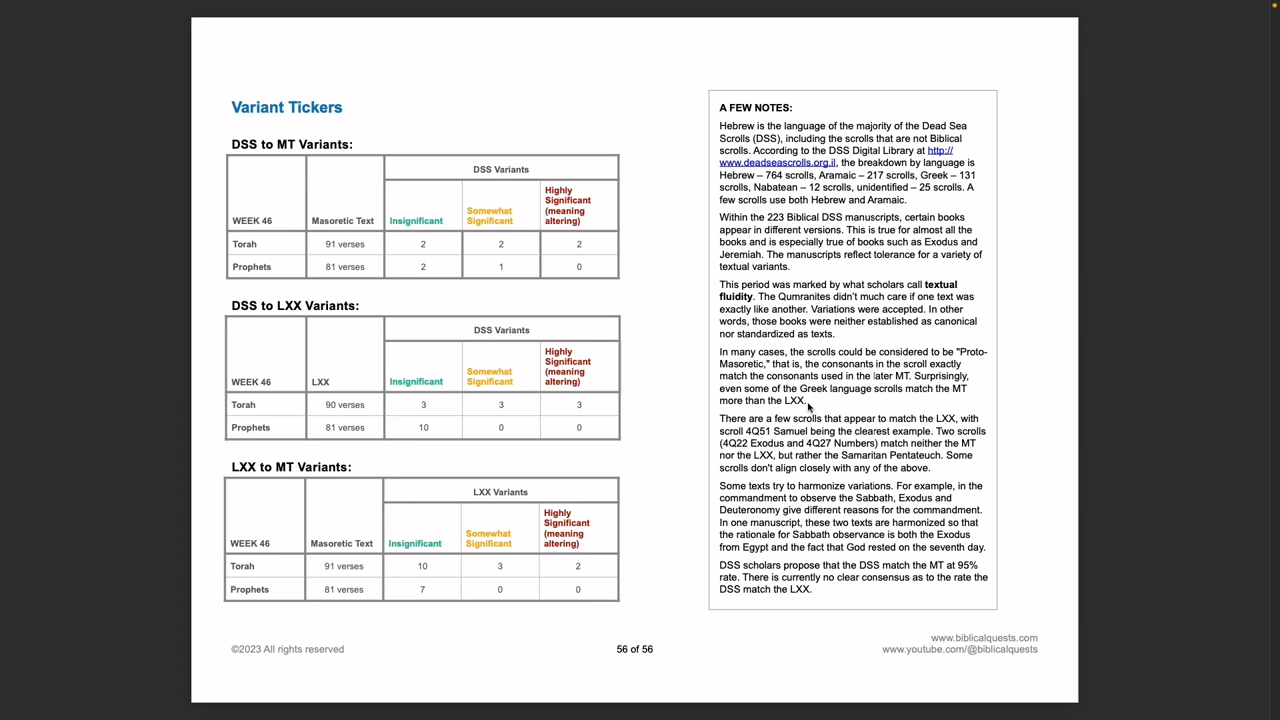 Variant Tickers
DSS to MT Variants:
DSS Variants
WEEK 46
Masoretic Text
Insignificant
Somewhat
Significant
Highly
Significant
(meaning
altering)
Torah 91 verses 2 2 2
Prophets 81 verses 2 1 0
DSS to LXX Variants:
DSS Variants
WEEK 46
LXX
Insignificant
Somewhat
Significant
Highly
Significant
(meaning
altering)
Torah 90 verses 3 3 3
Prophets 81 verses 10 0 0
LXX to MT Variants:
LXX Variants
WEEK 46
Masoretic Text
Insignificant
Somewhat
Significant
Highly
Significant
(meaning
altering)
Torah 91 verses 10 3 2
Prophets 81 verses 7 0 0
A FEW NOTES:
Hebrew is the language of the majority of the Dead Sea
Scrolls (DSS), including the scrolls that are not Biblical
scrolls. According to the DSS Digital Library at http://
www.deadseascrolls.org.il, the breakdown by language is
Hebrew – 764 scrolls, Aramaic – 217 scrolls, Greek – 131
scrolls, Nabatean – 12 scrolls, unidentified – 25 scrolls. A
few scrolls use both Hebrew and Aramaic.
Within the 223 Biblical DSS manuscripts, certain books
appear in different versions. This is true for almost all the
books and is especially true of books such as Exodus and
Jeremiah. The manuscripts reflect tolerance for a variety of
textual variants.
This period was marked by what scholars call textual
fluidity. The Qumranites didn't much care if one text was
exactly like another. Variations were accepted. In other
words, those books were neither established as canonical
nor standardized as texts.
In many cases, the scrolls could be considered to be "Proto-
Masoretic," that is, the consonants in the scroll exactly
match the consonants used in the later MT. Surprisingly,
even some of the Greek language scrolls match the MT
more than the LXX.
There are a few scrolls that appear to match the LXX, with
scroll 4Q51 Samuel being the clearest example. Two scrolls
(4Q22 Exodus and 4Q27 Numbers) match neither the MT
nor the LXX, but rather the Samaritan Pentateuch. Some
scrolls don't align closely with any of the above.
Some texts try to harmonize variations. For example, in the
commandment to observe the Sabbath, Exodus and
Deuteronomy give different reasons for the commandment.
In one manuscript, these two texts are harmonized so that
the rationale for Sabbath observance is both the Exodus
from Egypt and the fact that God rested on the seventh day.
DSS scholars propose that the DSS match the MT at 95%
rate. There is currently no clear consensus as to the rate the
DSS match the LXX.
©2023 All rights reserved
56 of 56
www.biblicalquests.com
www.youtube.com/@biblicalquests